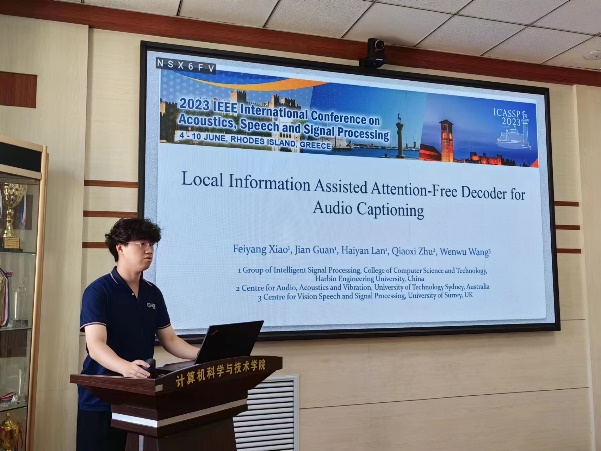 NSX6FV
2023 IEEE International Conference on
Acoustics, Speech and Signal Processing
4 - 10 JUNE, RHODES ISLAND, GREECE
ICASSP
2023
Local Information Assisted Attention-Free Decoder for
Audio Captioning
Feiyang Xiao¹, Jian Guan¹, Haiyan Lan¹, Qiaoxi Zhu², Wenwu Wang³
1 Group of Intelligent Signal Processing, College of Computer Science and Technology,
Harbin Engineering University, China
2 Centre for Audio, Acoustics and Vibration, University of Technology Sydney, Australia
3 Centre for Vision Speech and Signal Processing, University of Surrey, UK
计算机科学与技术学院